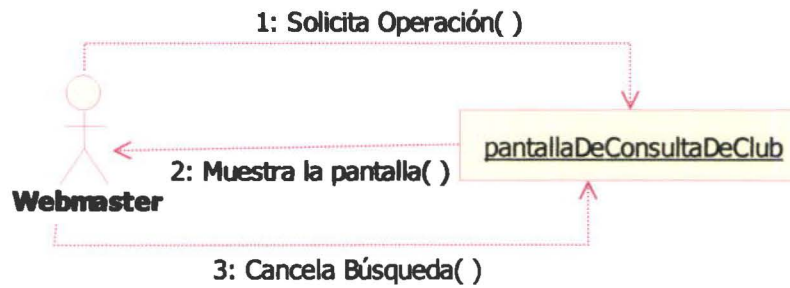 1: Solicita Operación( )
pantallaDeConsultaDeClub
2: Muestra la pantalla( )
Webmaster
3: Cancela Búsqueda( )